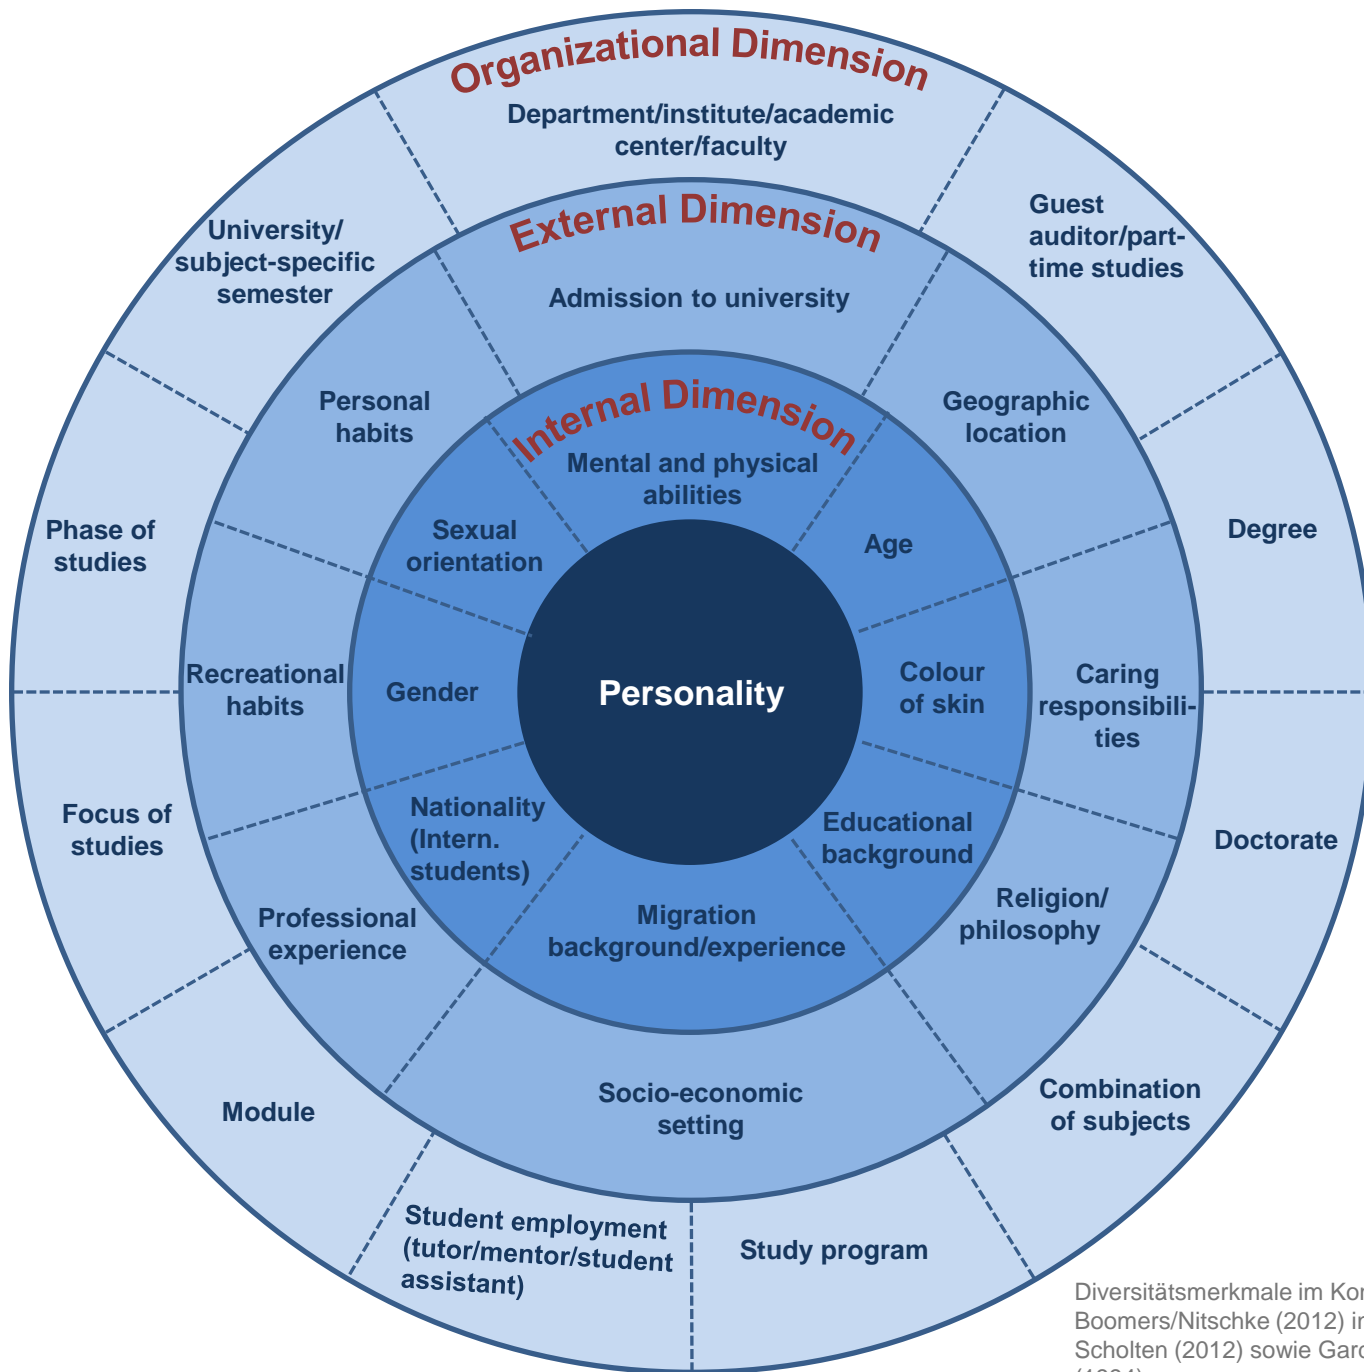 Organizational Dimension
Department/institute/academic
center/faculty
Guest
auditor/part-
time studies
Degree
Doctorate
Combination
of subjects
Study program
Student employment
(tutor/mentor/student
assistant)
Module
Focus of
studies
Phase of
studies
University/
subject-specific
semester
External Dimension
Admission to university
Geographic
location
Caring
responsibili-
ties
Religion/
philosophy
Socio-economic
setting
Professional
experience
Recreational
habits
Personal
habits
Internal Dimension
Mental and physical
abilities
Age
Colour
of skin
Educational
background
Migration
background/experience
Nationality
(Intern.
students)
Gender
Sexual
orientation
Personality
Diversitätsmerkmale im
Boomers/Nitschke (2012)
Scholten (2012) sowie